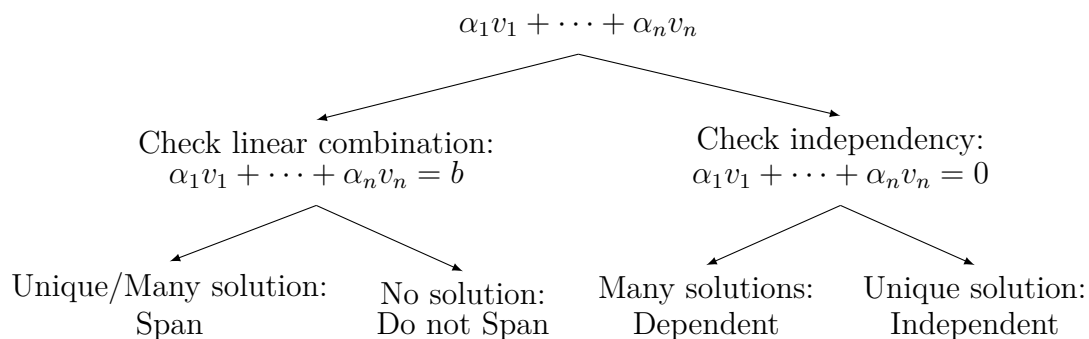 α₁v₁ + ⋯ + αₙvₙ
Check linear combination:
α₁v₁ + ⋯ + αₙvₙ = b
Check independency:
α₁v₁ + ⋯ + αₙvₙ = 0
Unique/Many solution:
Span
No solution:
Do not Span
Many solutions:
Dependent
Unique solution:
Independent